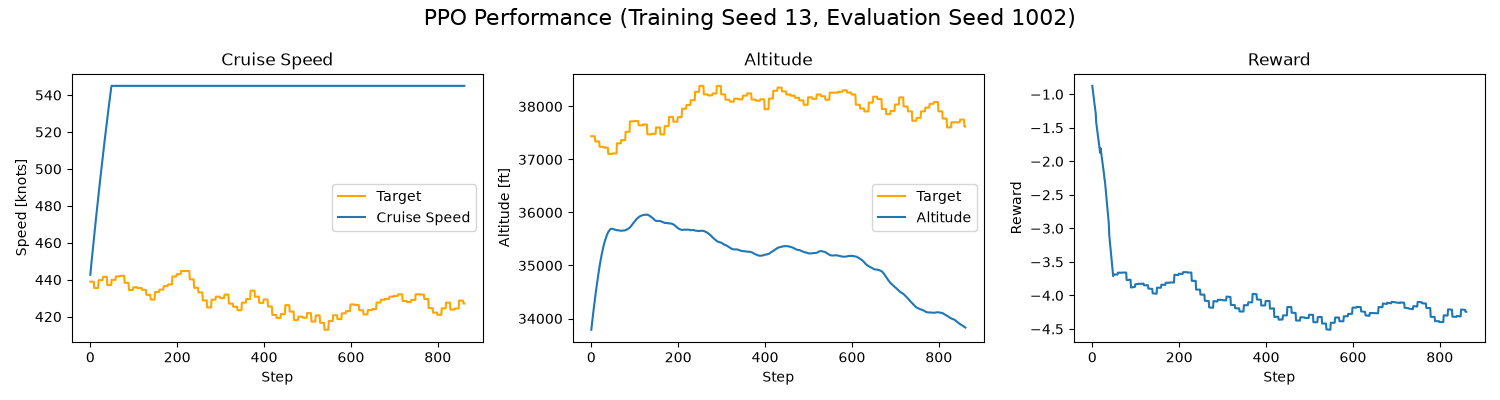 PPO Performance (Training Seed 13, Evaluation Seed 1002)
Cruise Speed
Speed [knots]
540
520
500
480
460
440
420
0 200 400 600 800
Step
Target
Cruise Speed
Altitude
Altitude [ft]
38000
37000
36000
35000
34000
0 200 400 600 800
Step
Target
Altitude
Reward
Reward
−1.0
−1.5
−2.0
−2.5
−3.0
−3.5
−4.0
−4.5
0 200 400 600 800
Step